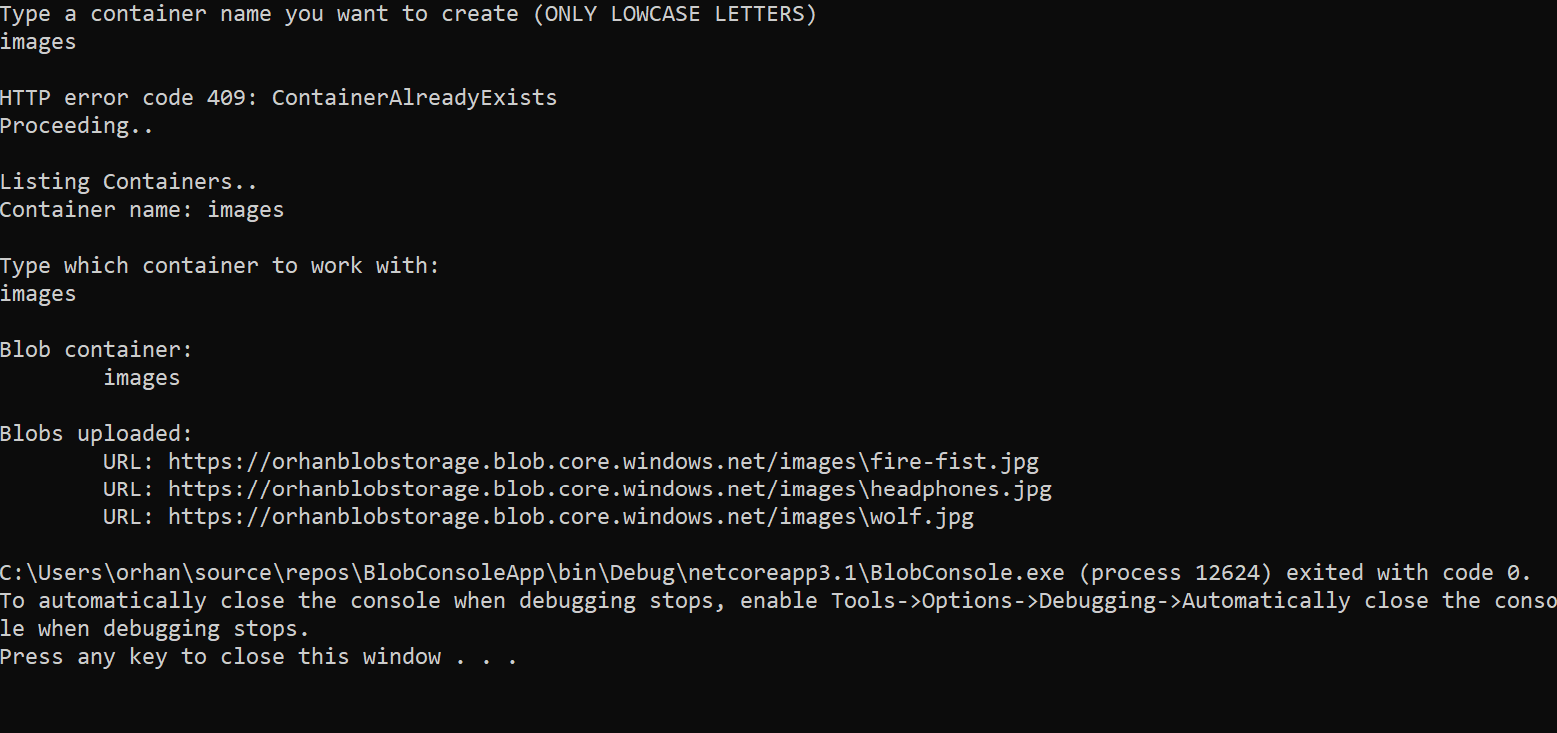 Type a container name you want to create (ONLY LOWCASE LETTERS)
images
HTTP error code 409: ContainerAlreadyExists
Proceeding..
Listing Containers..
Container name: images
Type which container to work with:
images
Blob container:
images
Blobs uploaded:
URL: https://orhanblobstorage.blob.core.windows.net/images\fire-fist.jpg
URL: https://orhanblobstorage.blob.core.windows.net/images\headphones.jpg
URL: https://orhanblobstorage.blob.core.windows.net/images\wolf.jpg
C:\Users\orhan\source\repos\BlobConsoleApp\bin\Debug\netcoreapp3.1\BlobConsole.exe (process 12624) exited with code 0.
To automatically close the console when debugging stops, enable Tools->Options->Debugging->Automatically close the conso
le when debugging stops.
Press any key to close this window . . .